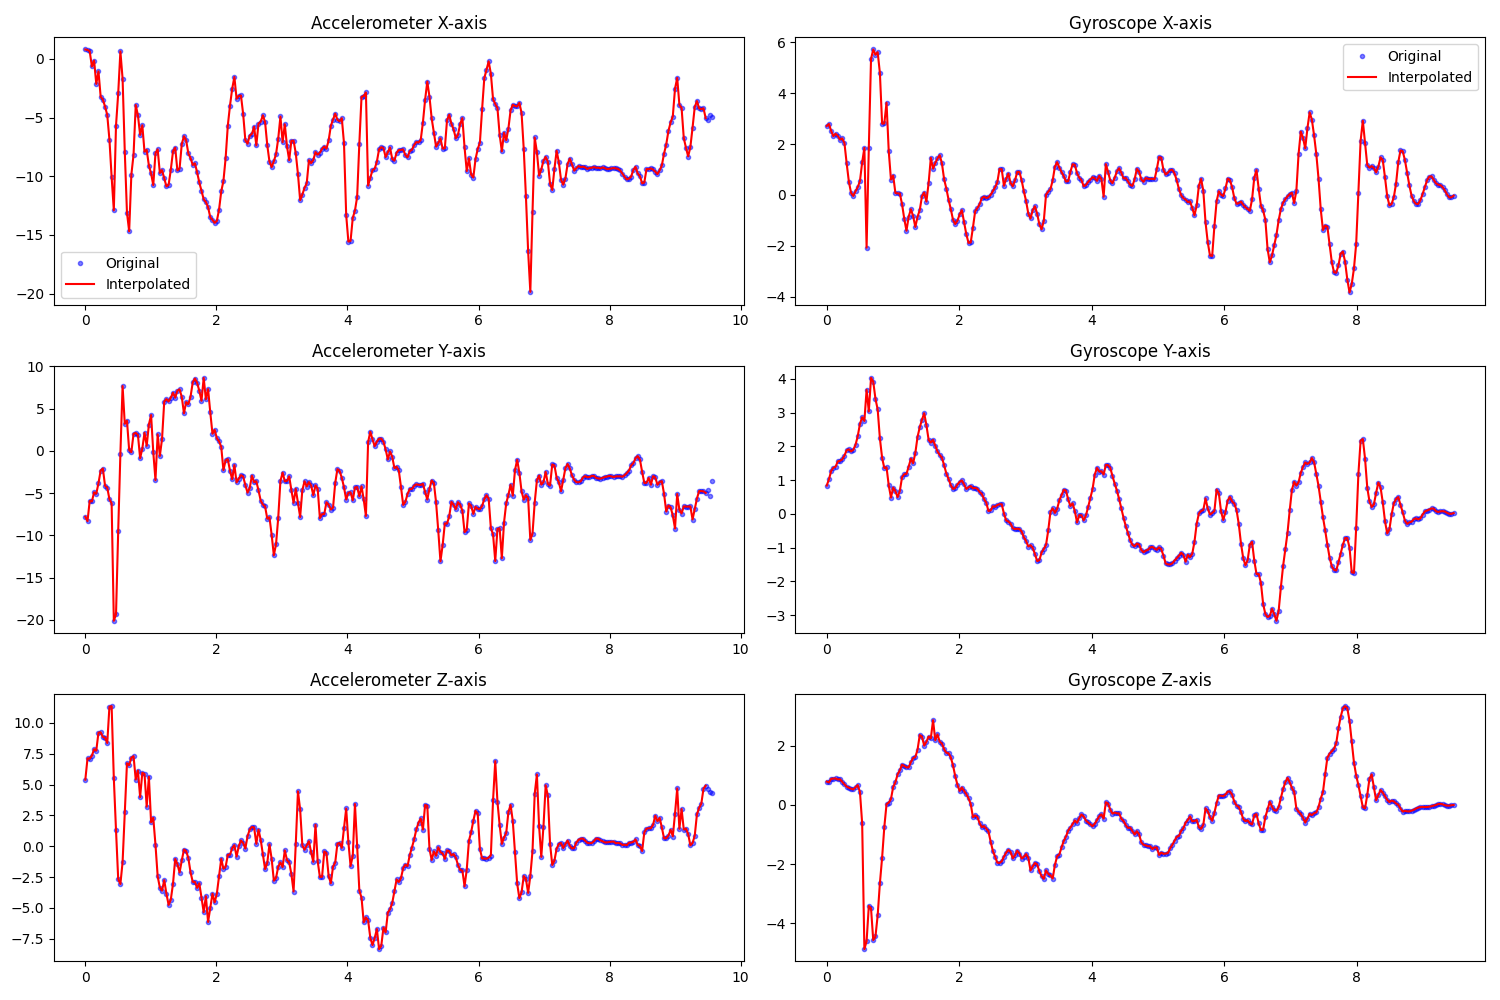 Accelerometer X-axis
0
−5
−10
−15
−20
Original
Interpolated
0 2 4 6 8 10
Gyroscope X-axis
6
4
2
0
−2
−4
Original
Interpolated
0 2 4 6 8
Accelerometer Y-axis
10
5
0
−5
−10
−15
−20
0 2 4 6 8 10
Gyroscope Y-axis
4
3
2
1
0
−1
−2
−3
0 2 4 6 8
Accelerometer Z-axis
10.0
7.5
5.0
2.5
0.0
−2.5
−5.0
−7.5
0 2 4 6 8 10
Gyroscope Z-axis
2
0
−2
−4
0 2 4 6 8